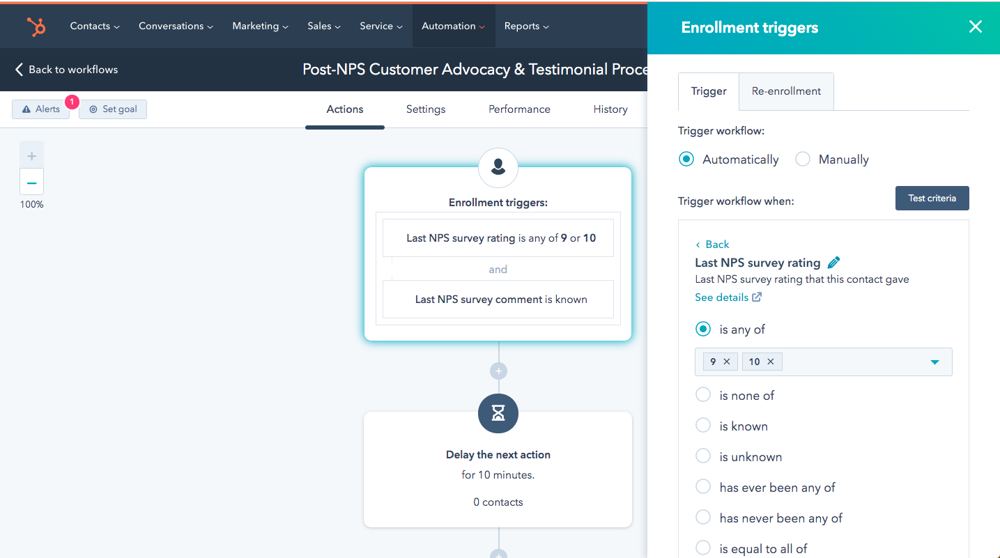 Contacts Conversations Marketing Sales Service Automation Reports
Back to workflows
Post-NPS Customer Advocacy & Testimonial Proce
Alerts
1
Set goal
Actions Settings Performance History
+
−
100%
Enrollment triggers:
Last NPS survey rating is any of 9 or 10
and
Last NPS survey comment is known
+
Delay the next action
for 10 minutes.
0 contacts
+
Enrollment triggers
Trigger Re-enrollment
Trigger workflow:
Automatically Manually
Trigger workflow when:
Test criteria
Back
Last NPS survey rating
Last NPS survey rating that this contact gave
See details
is any of
9 × 10 ×
is none of
is known
is unknown
has ever been any of
has never been any of
is equal to all of